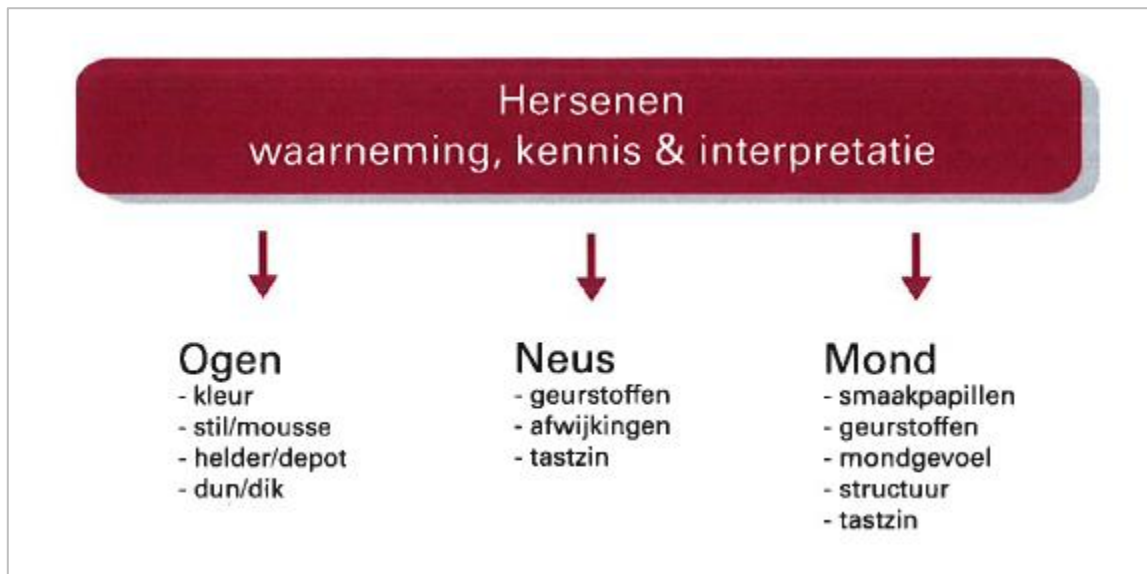 Hersenen
waarneming, kennis & interpretatie
Ogen
- kleur
- stil/mousse
- helder/depot
- dun/dik
Neus
- geurstoffen
- afwijkingen
- tastzin
Mond
- smaakpapillen
- geurstoffen
- mondgevoel
- structuur
- tastzin